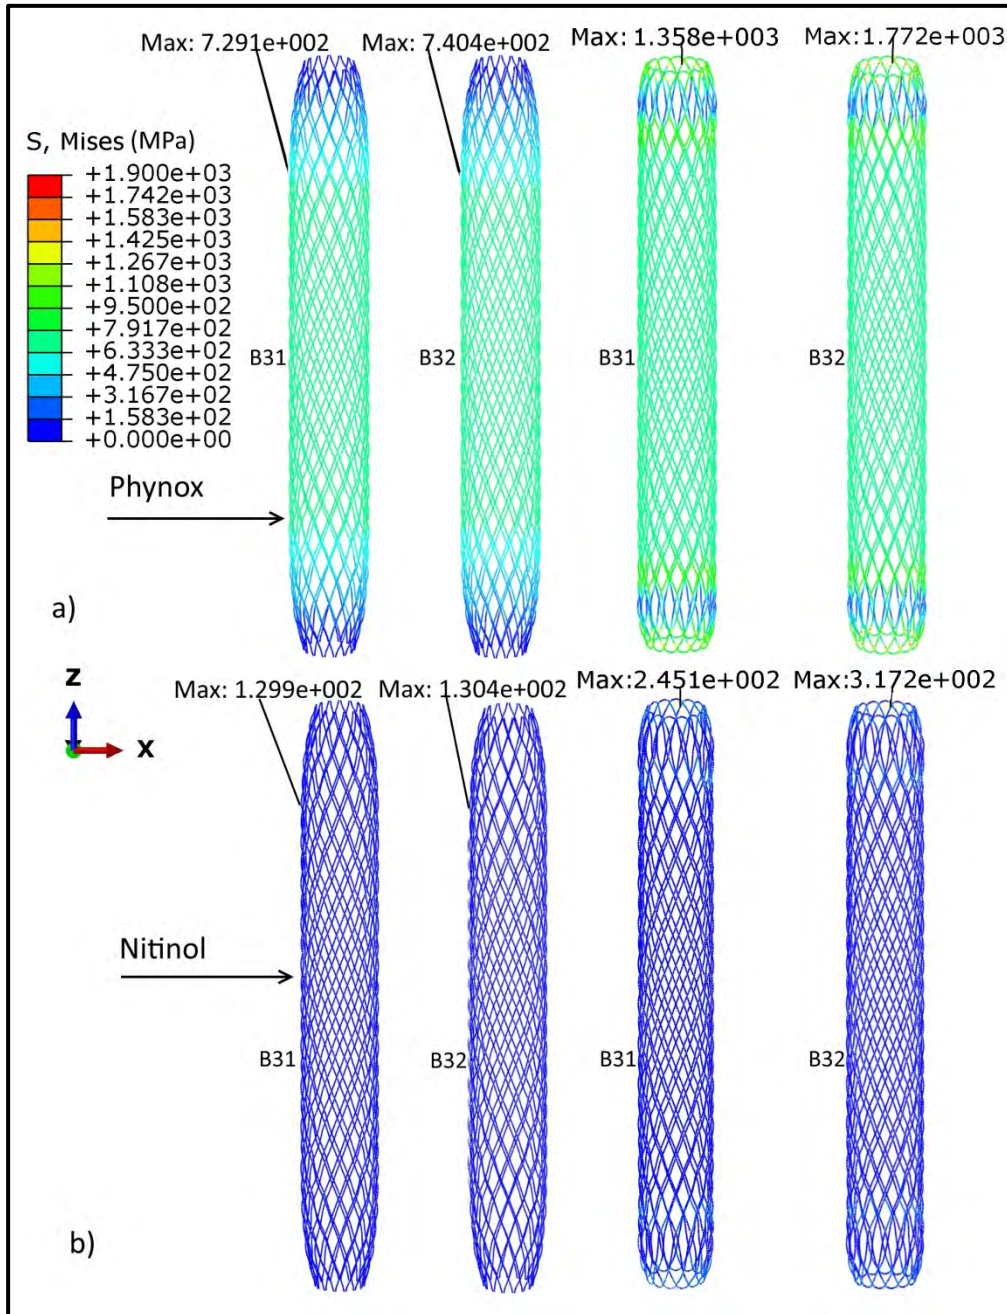 Max: 7.291e+002
Max: 7.404e+002
Max: 1.358e+003
Max: 1.772e+003
S, Mises (MPa)
+1.900e+03
+1.742e+03
+1.583e+03
+1.425e+03
+1.267e+03
+1.108e+03
+9.500e+02
+7.917e+02
+6.333e+02
+4.750e+02
+3.167e+02
+1.583e+02
+0.000e+00
B31
B32
B31
B32
Phynox
a)
z
x
Max: 1.299e+002
Max: 1.304e+002
Max:2.451e+002
Max:3.172e+002
Nitinol
B31
B32
B31
B32
b)